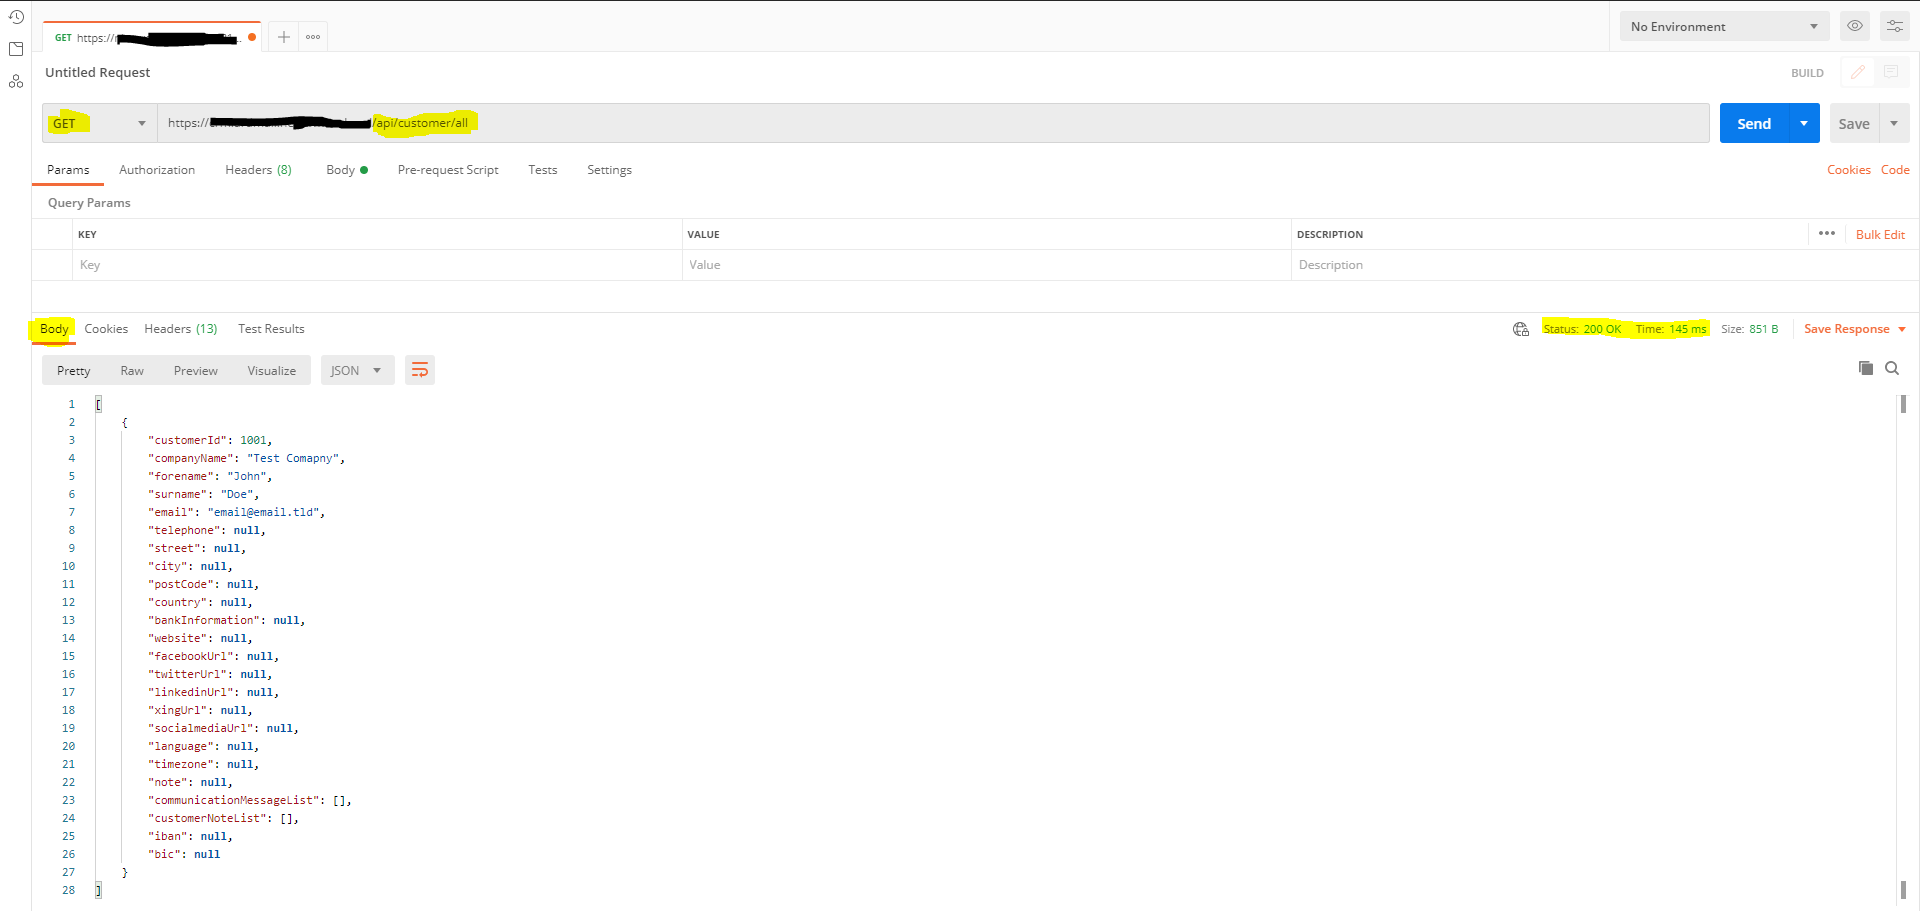 GET https://
No Environment
Untitled Request
BUILD
GET https:// /api/customer/all
Send Save
Params Authorization Headers (8) Body Pre-request Script Tests Settings Cookies Code
Query Params
KEY VALUE DESCRIPTION ••• Bulk Edit
Key Value Description
Body Cookies Headers (13) Test Results Status: 200 OK Time: 145 ms Size: 851 B Save Response
Pretty Raw Preview Visualize JSON
1 [
2 {
3 "customerId": 1001,
4 "companyName": "Test Comapny",
5 "forename": "John",
6 "surname": "Doe",
7 "email": "email@email.tld",
8 "telephone": null,
9 "street": null,
10 "city": null,
11 "postCode": null,
12 "country": null,
13 "bankInformation": null,
14 "website": null,
15 "facebookUrl": null,
16 "twitterUrl": null,
17 "linkedinUrl": null,
18 "xingUrl": null,
19 "socialmediaUrl": null,
20 "language": null,
21 "timezone": null,
22 "note": null,
23 "communicationMessageList": [],
24 "customerNoteList": [],
25 "iban": null,
26 "bic": null
27 }
28 ]